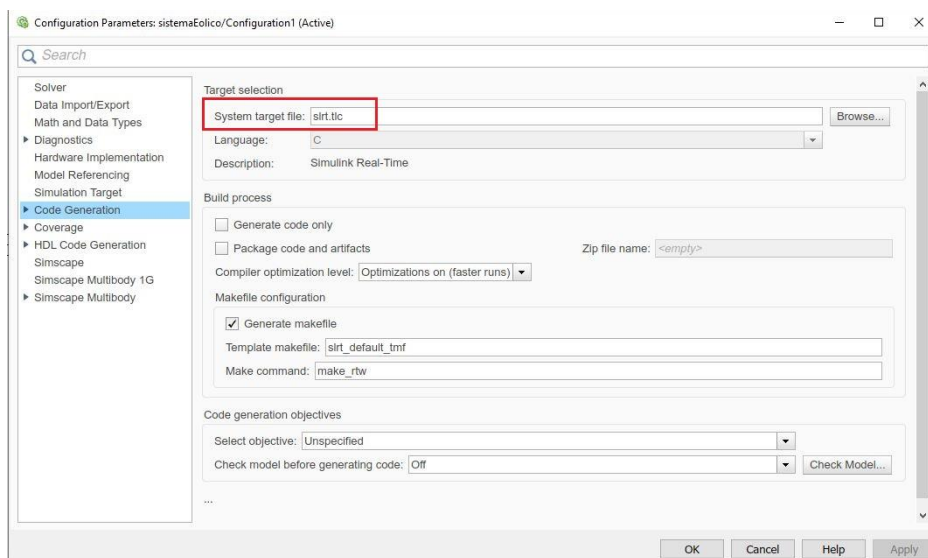 Configuration Parameters: sistemaEolico/Configuration1 (Active)
Search
Solver
Data Import/Export
Math and Data Types
Diagnostics
Hardware Implementation
Model Referencing
Simulation Target
Code Generation
Coverage
HDL Code Generation
Simscape
Simscape Multibody 1G
Simscape Multibody
Target selection
System target file: slrt.tlc Browse...
Language: C
Description: Simulink Real-Time
Build process
Generate code only
Package code and artifacts Zip file name: <empty>
Compiler optimization level: Optimizations on (faster runs)
Makefile configuration
Generate makefile
Template makefile: slrt_default_tmf
Make command: make_rtw
Code generation objectives
Select objective: Unspecified
Check model before generating code: Off Check Model...
...
OK Cancel Help Apply